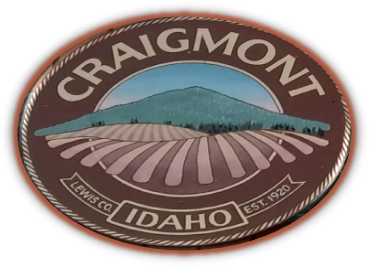 CRAIGMONT
LEWIS CO.
IDAHO
EST. 1920